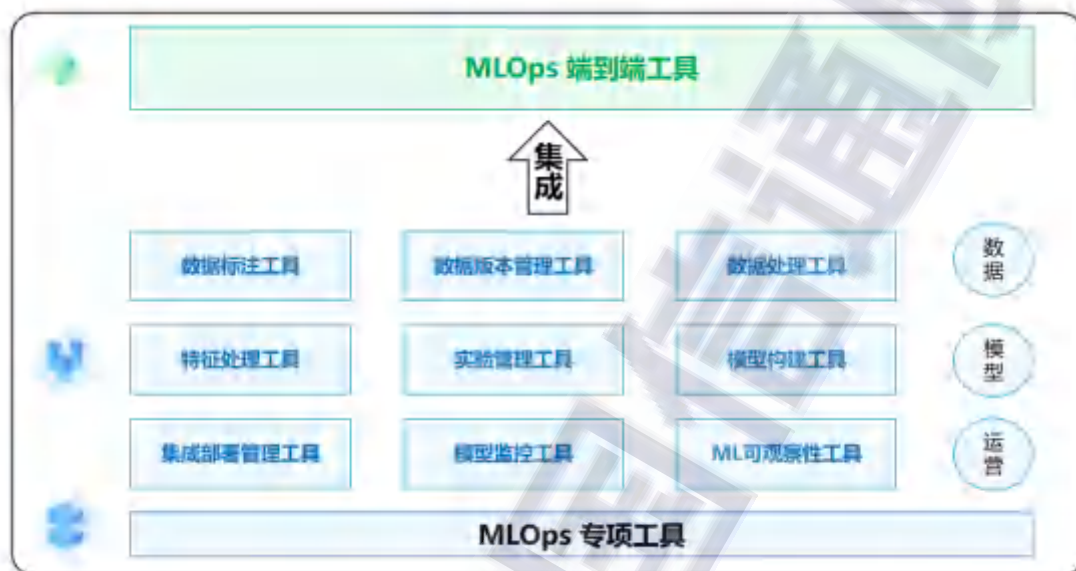 MLOps 端到端工具
集成
数据标注工具 数据版本管理工具 数据处理工具 数据
特征处理工具 实验管理工具 模型构建工具 模型
集成部署管理工具 模型监控工具 ML可观察性工具 运营
MLOps 专项工具
国信通院